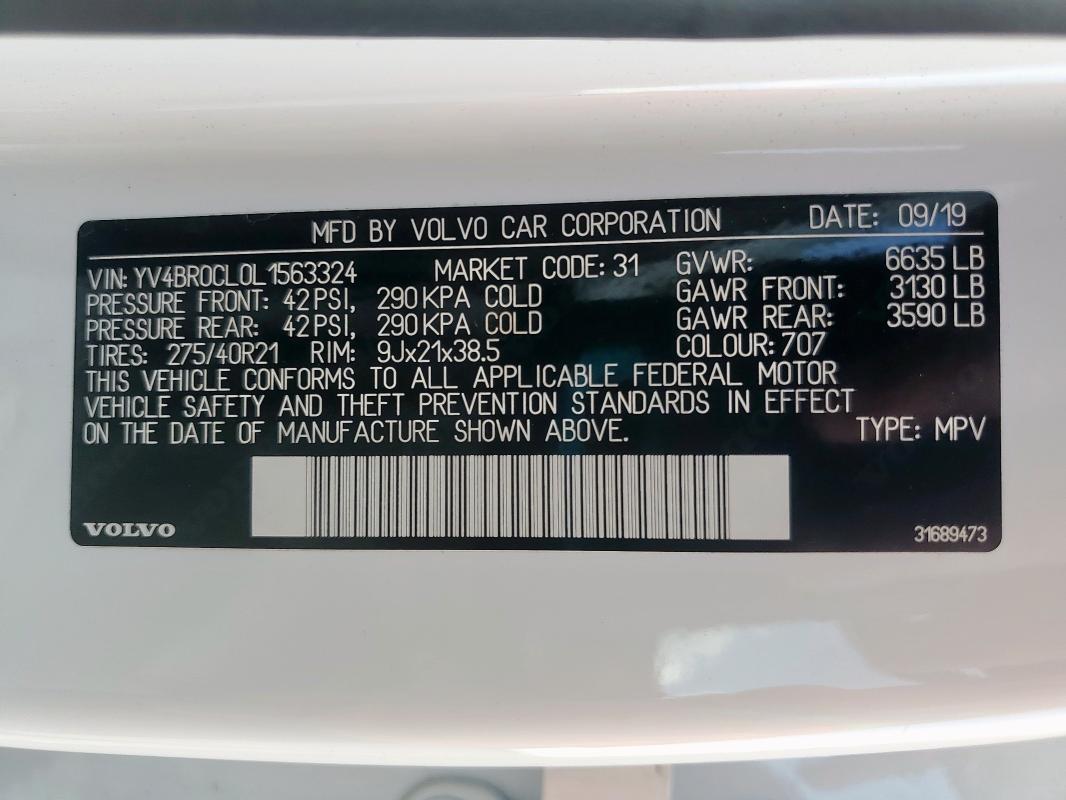 MFD BY VOLVO CAR CORPORATION DATE: 09/19
VIN: YV4BR0CL0L1563324 MARKET CODE: 31 GVWR: 6635 LB
PRESSURE FRONT: 42 PSI, 290 KPA COLD GAWR FRONT: 3130 LB
PRESSURE REAR: 42 PSI, 290 KPA COLD GAWR REAR: 3590 LB
TIRES: 275/40R21 RIM: 9Jx21x38.5 COLOUR: 707
THIS VEHICLE CONFORMS TO ALL APPLICABLE FEDERAL MOTOR
VEHICLE SAFETY AND THEFT PREVENTION STANDARDS IN EFFECT
ON THE DATE OF MANUFACTURE SHOWN ABOVE. TYPE: MPV
VOLVO 31689473